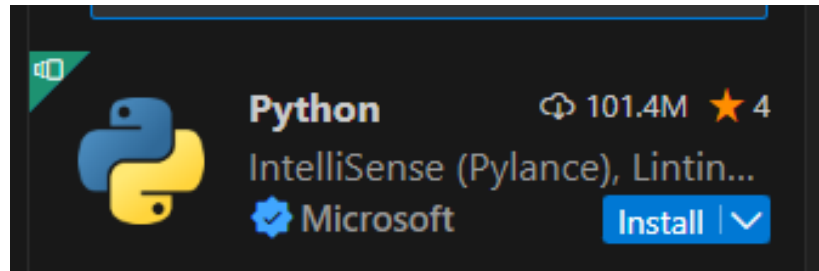 Python 101.4M 4
IntelliSense (Pylance), Lintin...
Microsoft Install